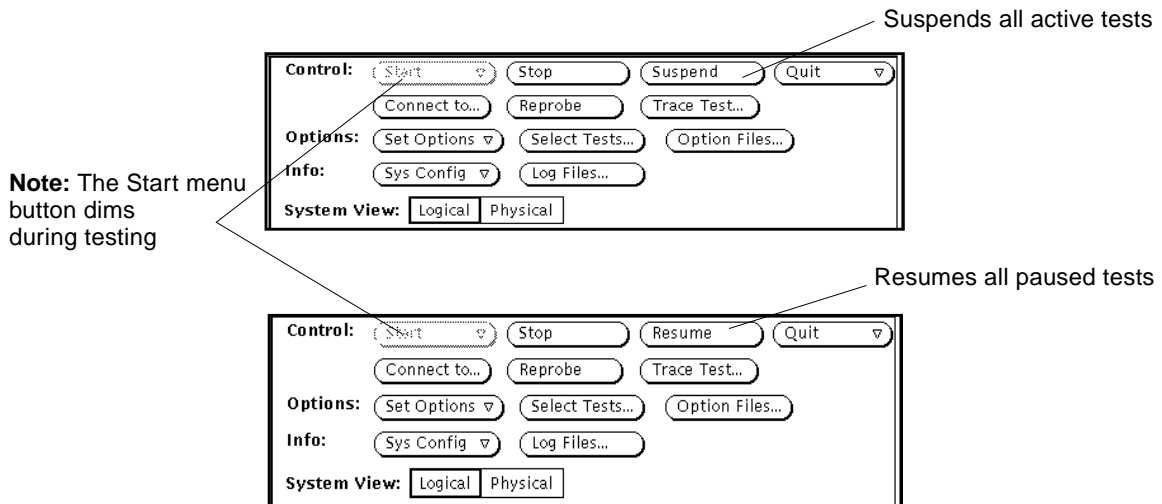 Suspends all active tests
Control: Start Stop Suspend Quit
Connect to... Reprobe Trace Test...
Options: Set Options Select Tests... Option Files...
Info: Sys Config Log Files...
System View: Logical Physical
Note: The Start menu
button dims
during testing
Resumes all paused tests
Control: Start Stop Resume Quit
Connect to... Reprobe Trace Test...
Options: Set Options Select Tests... Option Files...
Info: Sys Config Log Files...
System View: Logical Physical